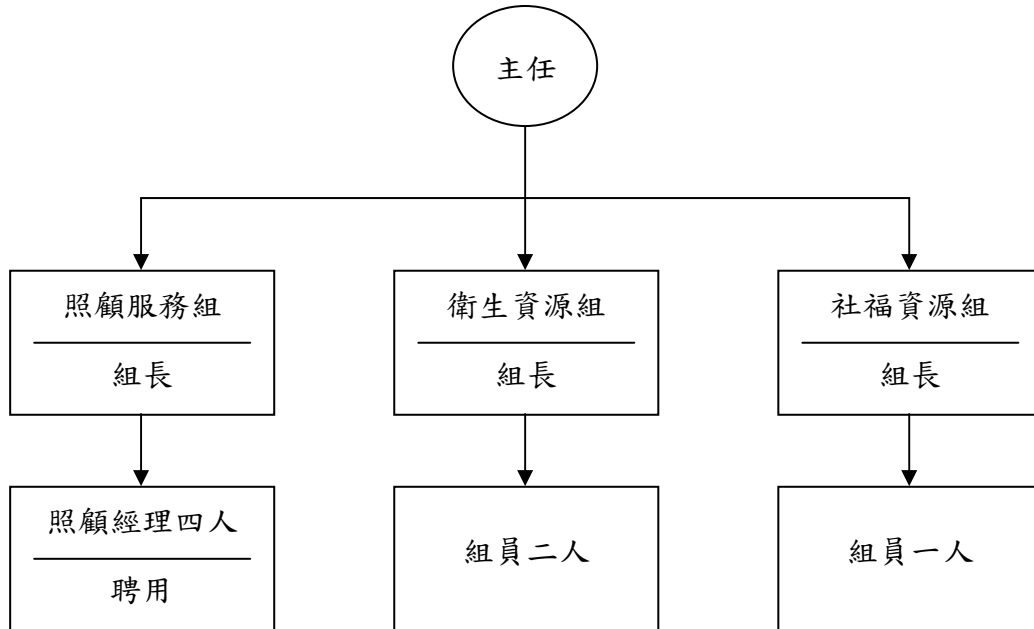 主任
照顧服務組
組長
衛生資源組
組長
社福資源組
組長
照顧經理四人
聘用
組員二人
組員一人